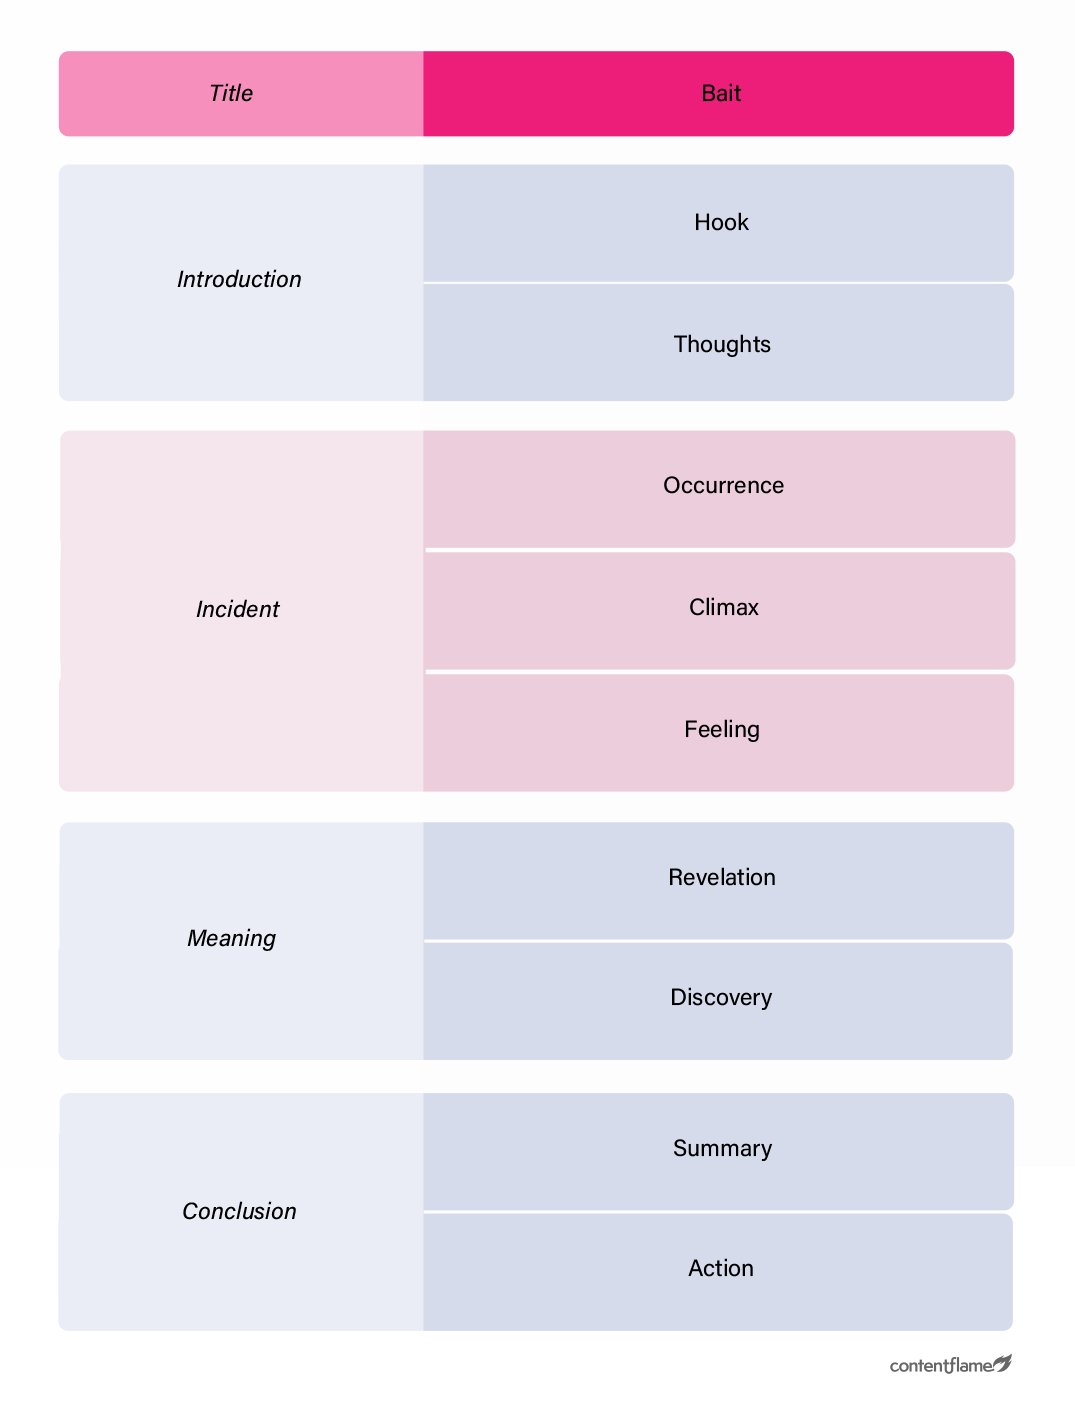 Title
Bait
Introduction
Hook
Thoughts
Incident
Occurrence
Climax
Feeling
Meaning
Revelation
Discovery
Conclusion
Summary
Action
contentflame